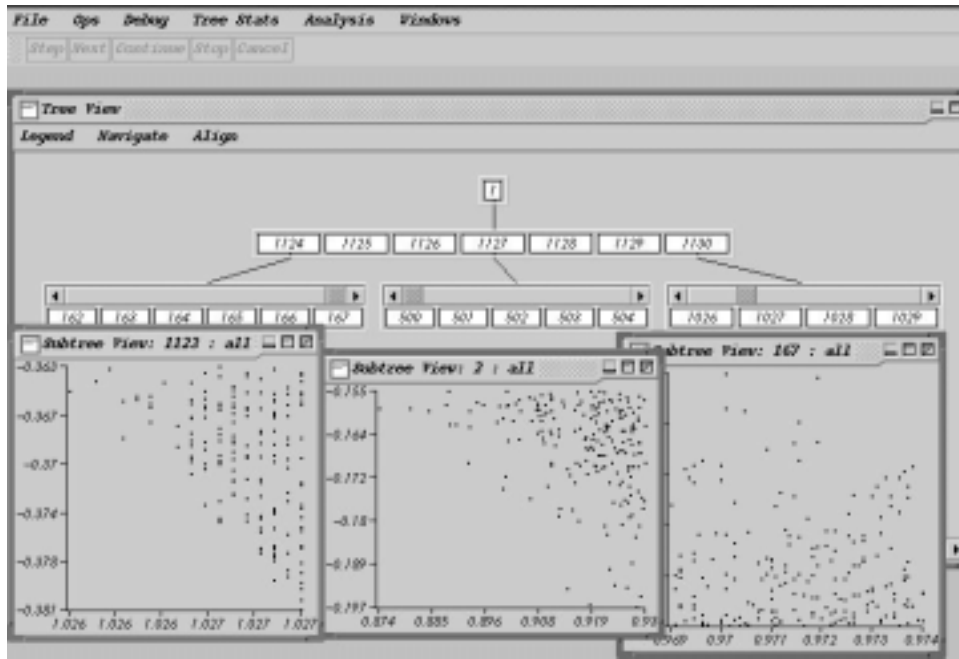 File Ops Debug Tree Stats Analysis Windows
Step Next Continue Stop Cancel
Tree View
Legend Navigate Align
1
1124 1125 1126 1127 1128 1129 1130
162 163 164 165 166 167 500 501 502 503 504 1026 1027 1028 1029
Subtree View: 1123 : all
-0.363
-0.367
-0.37
-0.374
-0.378
-0.381
1.026 1.026 1.026 1.027 1.027 1.027
Subtree View: 2 : all
-0.155
-0.164
-0.172
-0.18
-0.189
-0.197
0.874 0.885 0.896 0.908 0.919
Subtree View: 167 : all
0.969 0.97 0.971 0.972 0.973 0.974